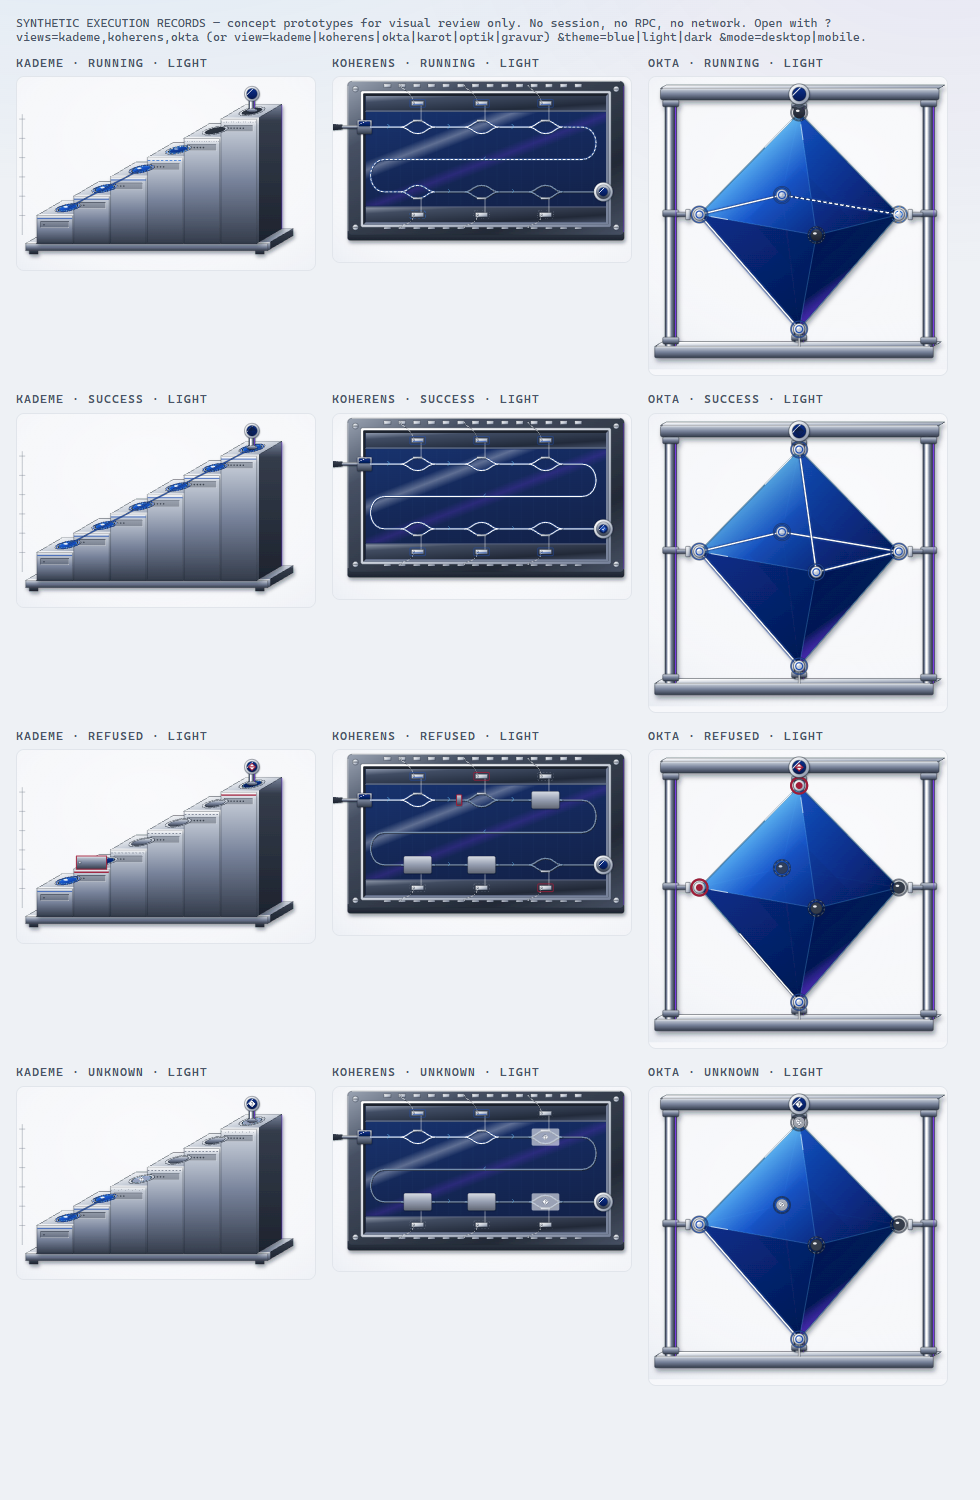 SYNTHETIC EXECUTION RECORDS — concept prototypes for visual review only. No session, no RPC, no network. Open with ?
views=kademe,koherens,okta (or view=kademe|koherens|okta|karot|optik|gravur) &theme=blue|light|dark &mode=desktop|mobile.
KADEME · RUNNING · LIGHT
KOHERENS · RUNNING · LIGHT
OKTA · RUNNING · LIGHT
KADEME · SUCCESS · LIGHT
KOHERENS · SUCCESS · LIGHT
OKTA · SUCCESS · LIGHT
KADEME · REFUSED · LIGHT
KOHERENS · REFUSED · LIGHT
OKTA · REFUSED · LIGHT
KADEME · UNKNOWN · LIGHT
KOHERENS · UNKNOWN · LIGHT
OKTA · UNKNOWN · LIGHT